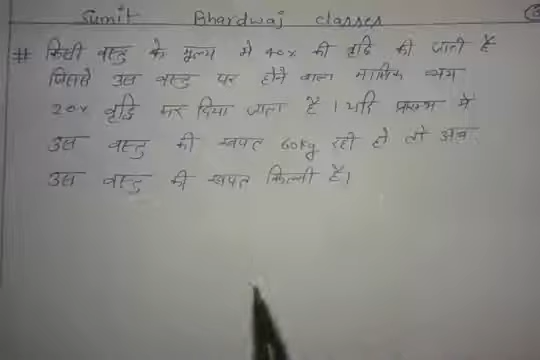 Sumit Bhardwaj classes
# किसी वस्तु के मूल्य में 40% की वृद्धि की जाती है
जिससे उस वस्तु पर होने वाले मासिक व्यय
20% वृद्धि कर दिया जाता है । यदि प्रारम्भ में
उस वस्तु की खपत 60kg रही हो तो अब
उस वस्तु की खपत कितनी है।